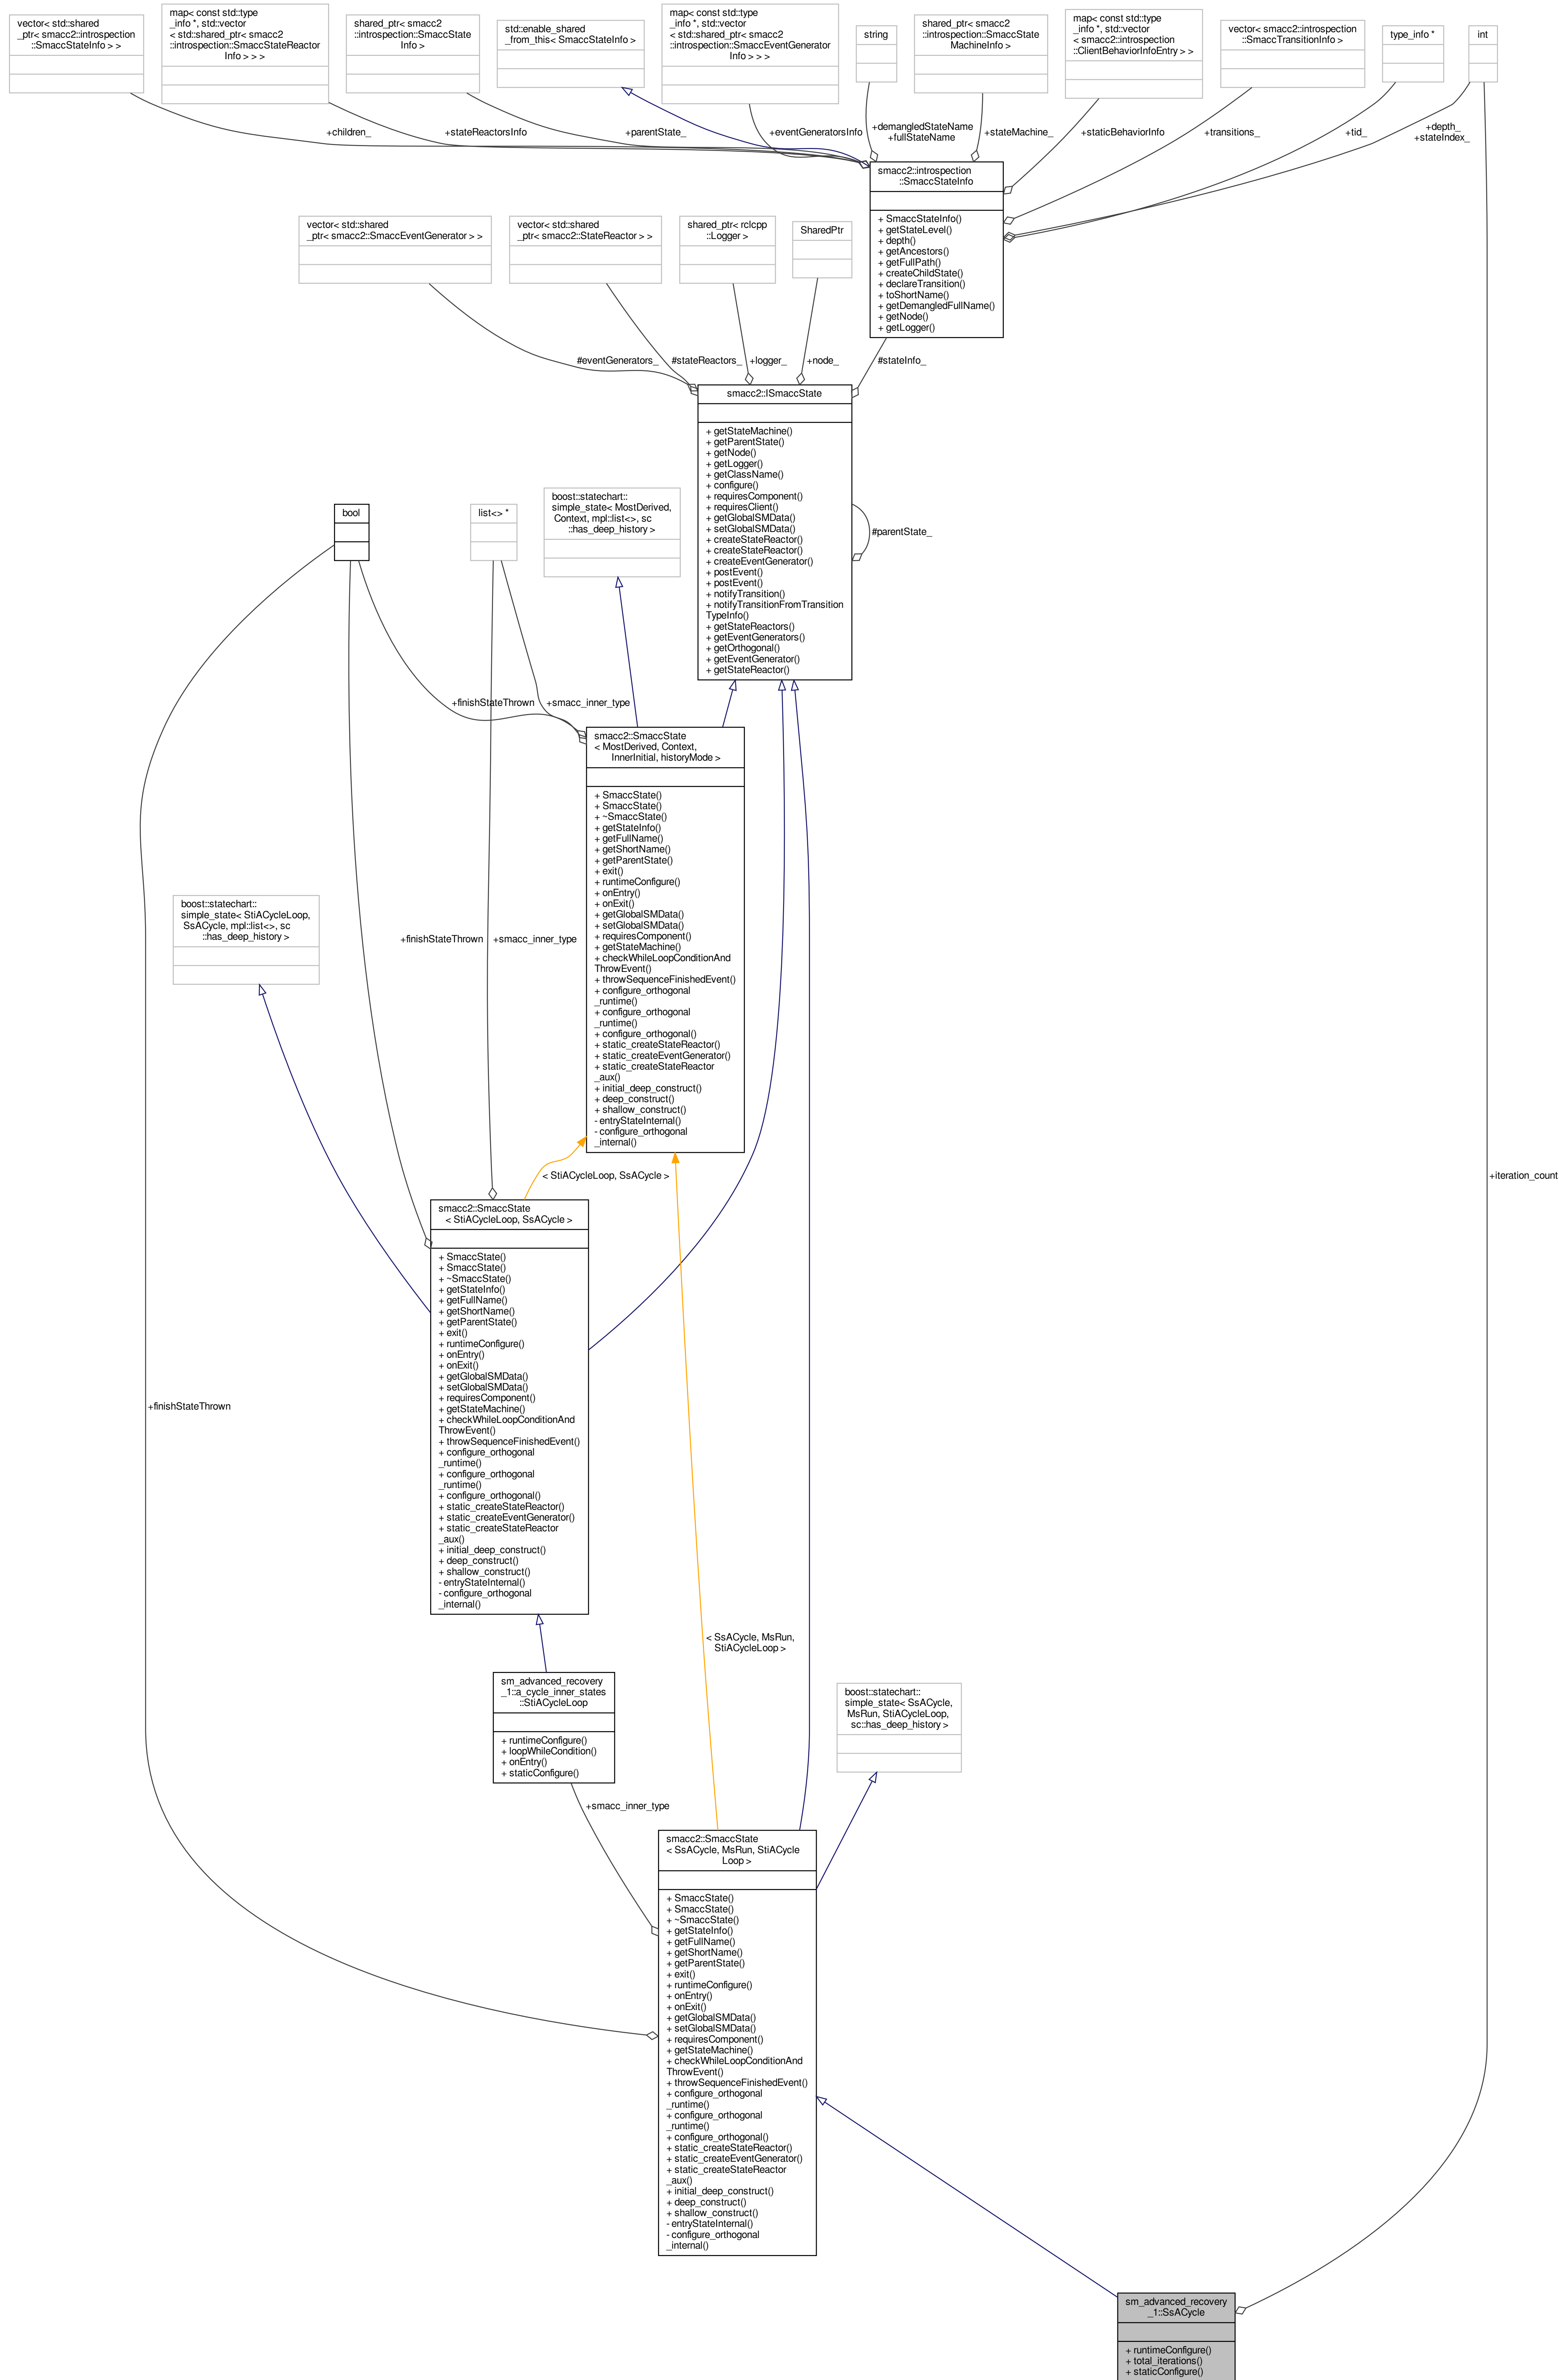 vector< std::shared
_ptr< smacc2::introspection
::SmaccStateInfo > >
map< const std::type
_info *, std::vector
< std::shared_ptr< smacc2
::introspection::SmaccStateReactor
Info > > >
shared_ptr< smacc2
::introspection::SmaccState
Info >
std::enable_shared
_from_this< SmaccStateInfo >
map< const std::type
_info *, std::vector
< std::shared_ptr< smacc2
::introspection::SmaccEventGenerator
Info > > >
string
shared_ptr< smacc2
::introspection::SmaccState
MachineInfo >
map< const std::type
_info *, std::vector
< smacc2::introspection
::ClientBehaviorInfoEntry > >
vector< smacc2::introspection
::SmaccTransitionInfo >
type_info *
int
+children_
+stateReactorsInfo
+parentState_
+eventGeneratorsInfo
+demangledStateName
+fullStateName
+stateMachine_
+staticBehaviorInfo
+transitions_
+tid_
+depth_
+stateIndex_
smacc2::introspection
::SmaccStateInfo
+ SmaccStateInfo()
+ getStateLevel()
+ depth()
+ getAncestors()
+ getFullPath()
+ createChildState()
+ declareTransition()
+ toShortName()
+ getDemangledFullName()
+ getNode()
+ getLogger()
vector< std::shared
_ptr< smacc2::SmaccEventGenerator > >
vector< std::shared
_ptr< smacc2::StateReactor > >
shared_ptr< rclcpp
::Logger >
SharedPtr
#eventGenerators_
#stateReactors_
+logger_
+node_
#stateInfo_
smacc2::ISmaccState
+ getStateMachine()
+ getParentState()
+ getNode()
+ getLogger()
+ getClassName()
+ configure()
+ requiresComponent()
+ requiresClient()
+ getGlobalSMData()
+ setGlobalSMData()
+ createStateReactor()
+ createStateReactor()
+ createEventGenerator()
+ postEvent()
+ postEvent()
+ notifyTransition()
+ notifyTransitionFromTransition
TypeInfo()
+ getStateReactors()
+ getEventGenerators()
+ getOrthogonal()
+ getEventGenerator()
+ getStateReactor()
#parentState_
bool
list<> *
boost::statechart::
simple_state< MostDerived,
Context, mpl::list<>, sc
::has_deep_history >
+finishStateThrown
+smacc_inner_type
smacc2::SmaccState
< MostDerived, Context,
InnerInitial, historyMode >
+ SmaccState()
+ SmaccState()
+ ~SmaccState()
+ getStateInfo()
+ getFullName()
+ getShortName()
+ getParentState()
+ exit()
+ runtimeConfigure()
+ onEntry()
+ onExit()
+ getGlobalSMData()
+ setGlobalSMData()
+ requiresComponent()
+ getStateMachine()
+ checkWhileLoopConditionAnd
ThrowEvent()
+ throwSequenceFinishedEvent()
+ configure_orthogonal
_runtime()
+ configure_orthogonal
_runtime()
+ configure_orthogonal()
+ static_createStateReactor()
+ static_createEventGenerator()
+ static_createStateReactor
_aux()
+ initial_deep_construct()
+ deep_construct()
+ shallow_construct()
- entryStateInternal()
- configure_orthogonal
_internal()
boost::statechart::
simple_state< StiACycleLoop,
SsACycle, mpl::list<>, sc
::has_deep_history >
+finishStateThrown
+smacc_inner_type
< StiACycleLoop, SsACycle >
+iteration_count
smacc2::SmaccState
< StiACycleLoop, SsACycle >
+ SmaccState()
+ SmaccState()
+ ~SmaccState()
+ getStateInfo()
+ getFullName()
+ getShortName()
+ getParentState()
+ exit()
+ runtimeConfigure()
+ onEntry()
+ onExit()
+ getGlobalSMData()
+ setGlobalSMData()
+ requiresComponent()
+ getStateMachine()
+ checkWhileLoopConditionAnd
ThrowEvent()
+ throwSequenceFinishedEvent()
+ configure_orthogonal
_runtime()
+ configure_orthogonal
_runtime()
+ configure_orthogonal()
+ static_createStateReactor()
+ static_createEventGenerator()
+ static_createStateReactor
_aux()
+ initial_deep_construct()
+ deep_construct()
+ shallow_construct()
- entryStateInternal()
- configure_orthogonal
_internal()
+finishStateThrown
< SsACycle, MsRun,
StiACycleLoop >
sm_advanced_recovery
_1::a_cycle_inner_states
::StiACycleLoop
+ runtimeConfigure()
+ loopWhileCondition()
+ onEntry()
+ staticConfigure()
boost::statechart::
simple_state< SsACycle,
MsRun, StiACycleLoop,
sc::has_deep_history >
+smacc_inner_type
smacc2::SmaccState
< SsACycle, MsRun, StiACycle
Loop >
+ SmaccState()
+ SmaccState()
+ ~SmaccState()
+ getStateInfo()
+ getFullName()
+ getShortName()
+ getParentState()
+ exit()
+ runtimeConfigure()
+ onEntry()
+ onExit()
+ getGlobalSMData()
+ setGlobalSMData()
+ requiresComponent()
+ getStateMachine()
+ checkWhileLoopConditionAnd
ThrowEvent()
+ throwSequenceFinishedEvent()
+ configure_orthogonal
_runtime()
+ configure_orthogonal
_runtime()
+ configure_orthogonal()
+ static_createStateReactor()
+ static_createEventGenerator()
+ static_createStateReactor
_aux()
+ initial_deep_construct()
+ deep_construct()
+ shallow_construct()
- entryStateInternal()
- configure_orthogonal
_internal()
sm_advanced_recovery
_1::SsACycle
+ runtimeConfigure()
+ total_iterations()
+ staticConfigure()